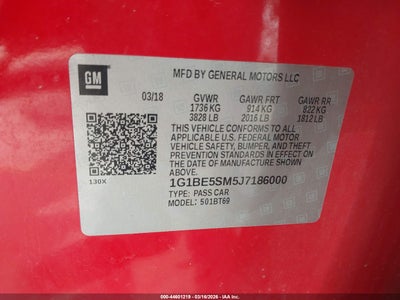 GM
MFD BY GENERAL MOTORS LLC
03/18 GVWR GAWR FRT GAWR RR
1736 KG 914 KG 822 KG
3828 LB 2016 LB 1812 LB
THIS VEHICLE CONFORMS TO ALL
APPLICABLE U.S. FEDERAL MOTOR
VEHICLE SAFETY, BUMPER, AND THEFT
PREVENTION STANDARDS IN EFFECT ON
THE DATE OF MANUFACTURE SHOWN
ABOVE.
130X
1G1BE5SM5J7186000
TYPE: PASS CAR
MODEL: 501BT69
000-44601219 - 03/16/2026 - IAAI.COM